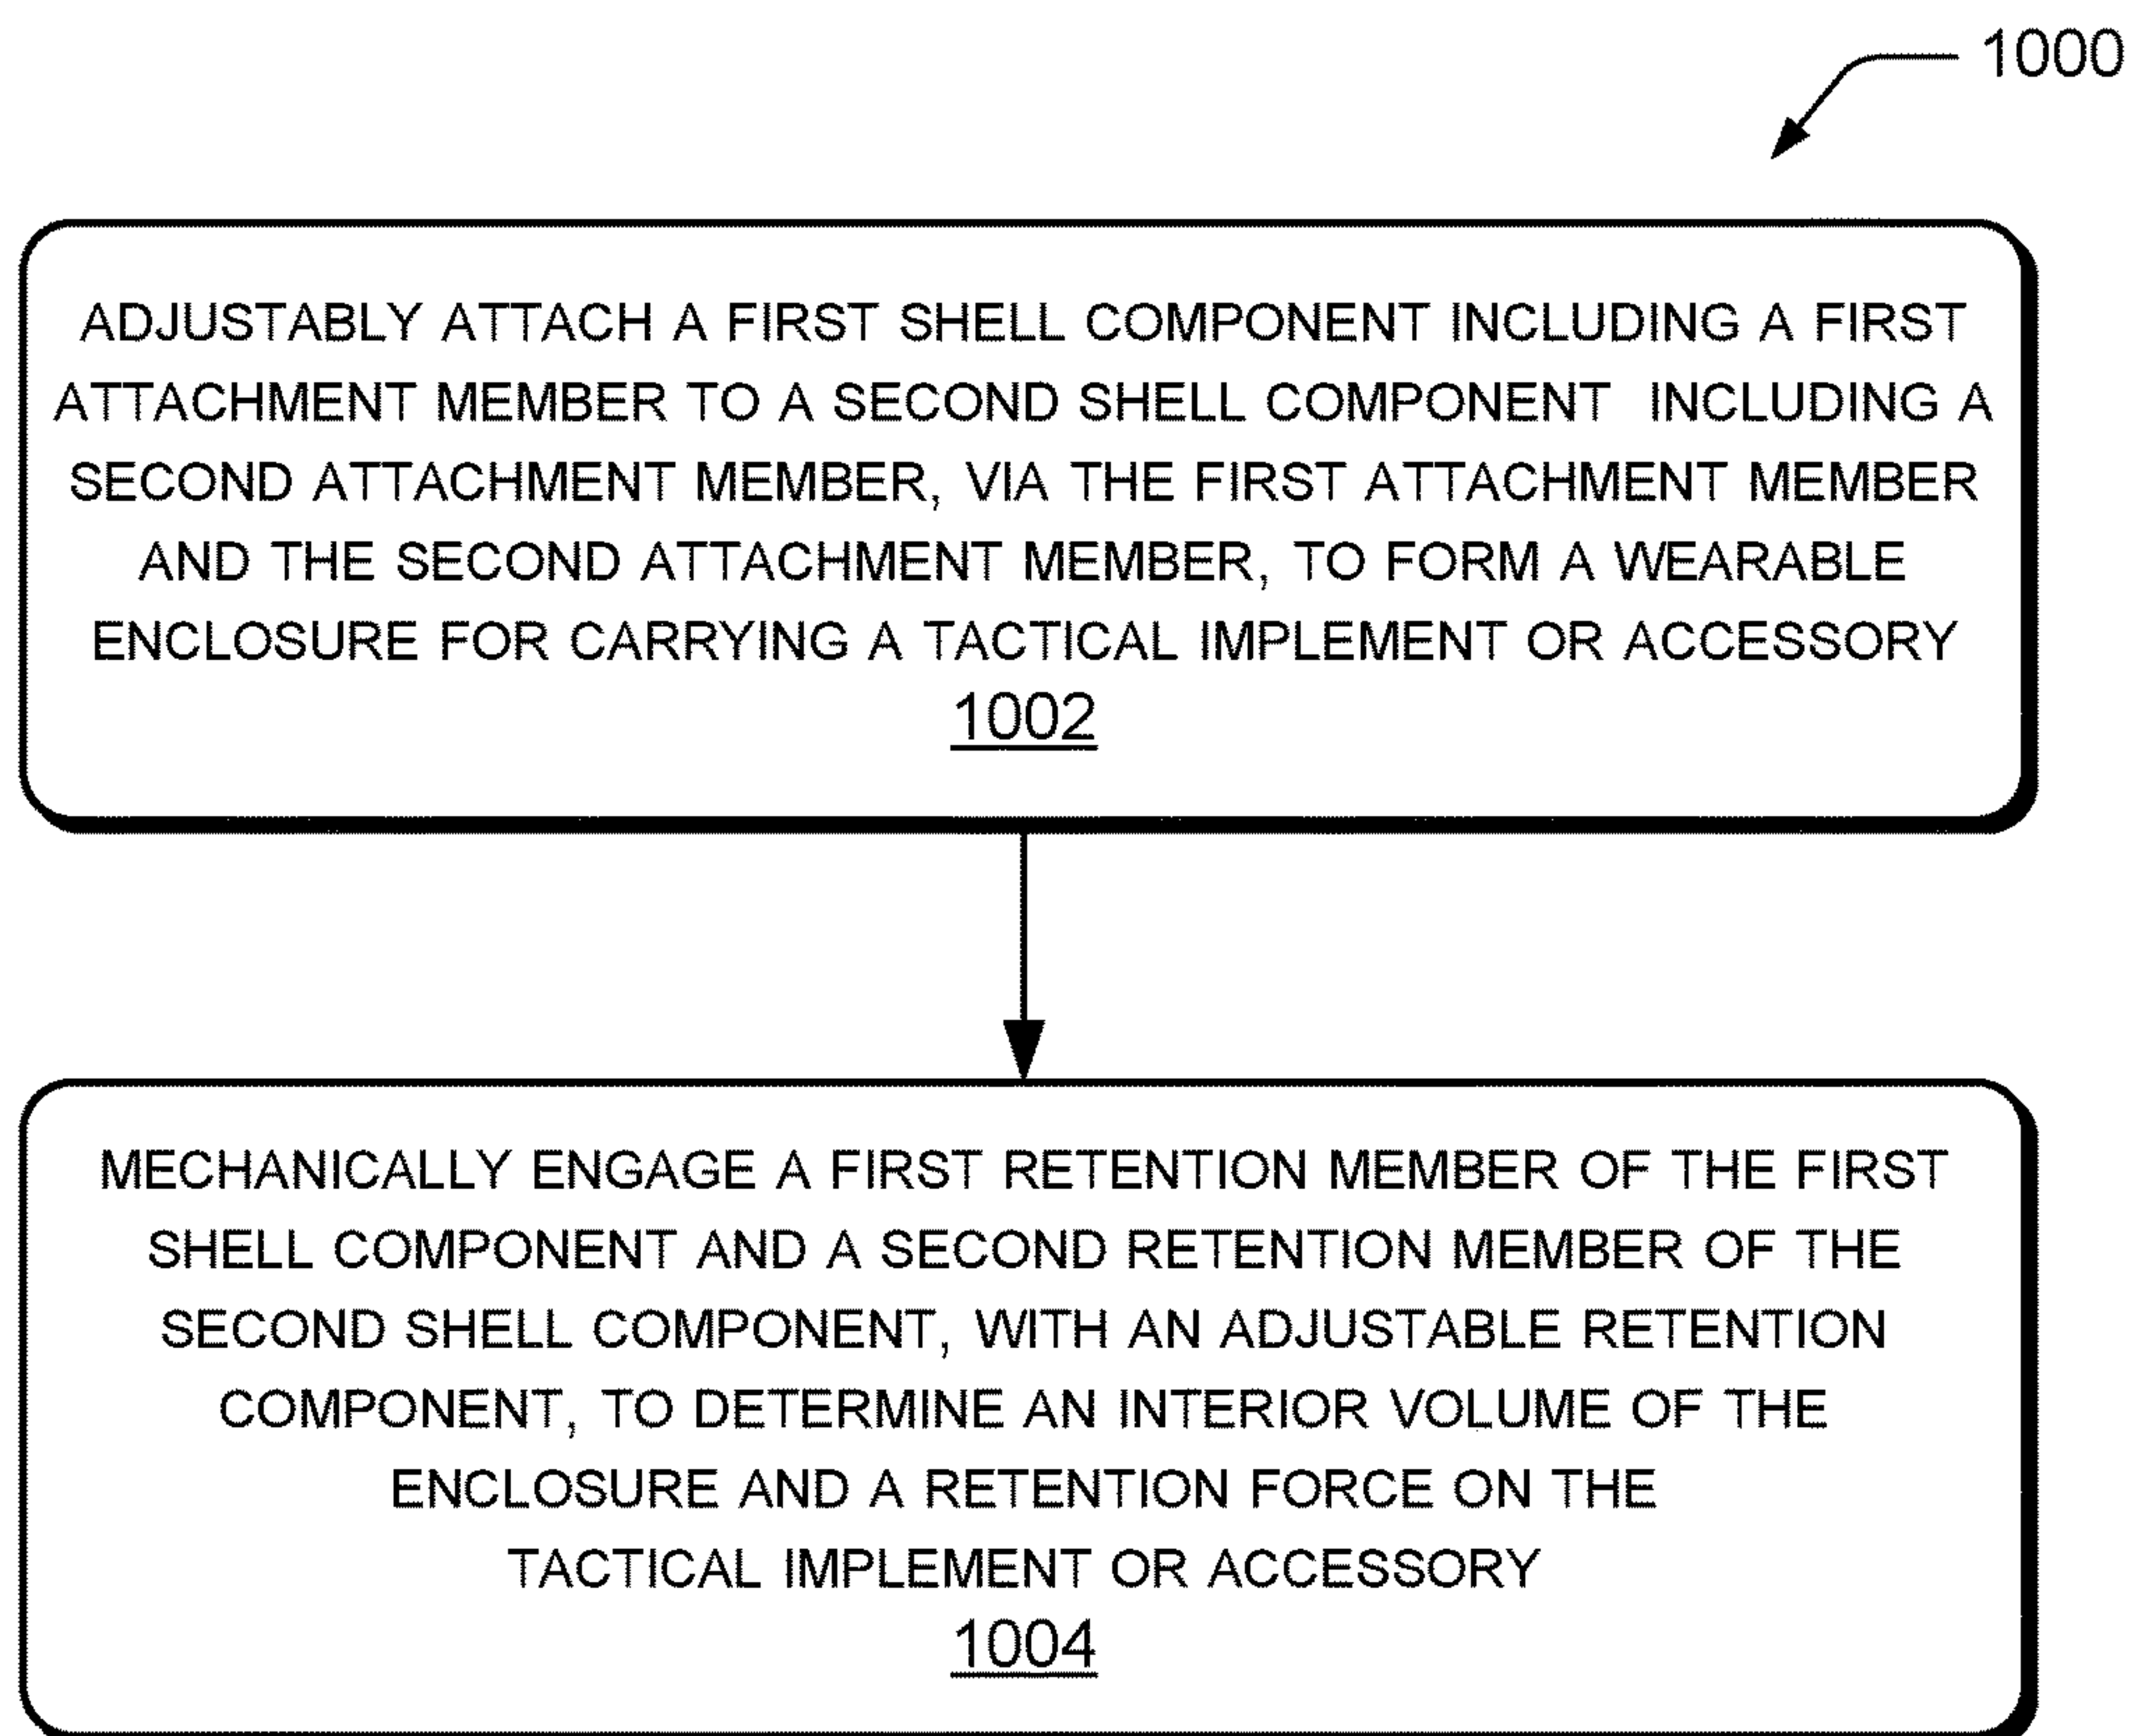 1000
ADJUSTABLY ATTACH A FIRST SHELL COMPONENT INCLUDING A FIRST
ATTACHMENT MEMBER TO A SECOND SHELL COMPONENT INCLUDING A
SECOND ATTACHMENT MEMBER, VIA THE FIRST ATTACHMENT MEMBER
AND THE SECOND ATTACHMENT MEMBER, TO FORM A WEARABLE
ENCLOSURE FOR CARRYING A TACTICAL IMPLEMENT OR ACCESSORY
1002
MECHANICALLY ENGAGE A FIRST RETENTION MEMBER OF THE FIRST
SHELL COMPONENT AND A SECOND RETENTION MEMBER OF THE
SECOND SHELL COMPONENT, WITH AN ADJUSTABLE RETENTION
COMPONENT, TO DETERMINE AN INTERIOR VOLUME OF THE
ENCLOSURE AND A RETENTION FORCE ON THE
TACTICAL IMPLEMENT OR ACCESSORY
1004